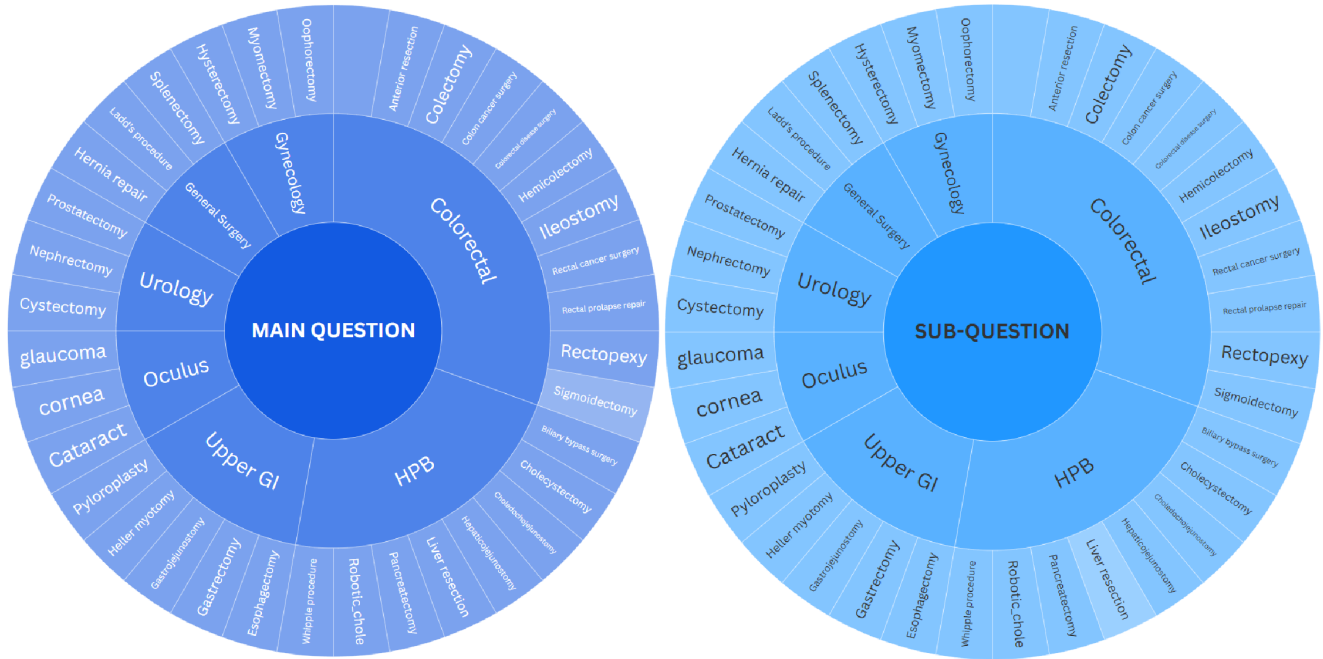 MAIN QUESTION
Colorectal
HPB
Upper GI
Oculus
Urology
General Surgery
Gynecology
Anterior resection
Colectomy
Colon cancer surgery
Colorectal disease surgery
Hemicolectomy
Ileostomy
Rectal cancer surgery
Rectal prolapse repair
Rectopexy
Sigmoidectomy
Biliary bypass surgery
Cholecystectomy
Choledochojejunostomy
Hepaticojejunostomy
Liver resection
Pancreatectomy
Robotic_chole
Whipple procedure
Esophagectomy
Gastrectomy
Gastrojejunostomy
Heller myotomy
Pyloroplasty
Cataract
cornea
glaucoma
Cystectomy
Nephrectomy
Prostatectomy
Hernia repair
Ladd's procedure
Splenectomy
Hysterectomy
Myomectomy
Oophorectomy
SUB-QUESTION
Colorectal
HPB
Upper GI
Oculus
Urology
General Surgery
Gynecology
Anterior resection
Colectomy
Colon cancer surgery
Colorectal disease surgery
Hemicolectomy
Ileostomy
Rectal cancer surgery
Rectal prolapse repair
Rectopexy
Sigmoidectomy
Biliary bypass surgery
Cholecystectomy
Choledochojejunostomy
Hepaticojejunostomy
Liver resection
Pancreatectomy
Robotic_chole
Whipple procedure
Esophagectomy
Gastrectomy
Gastrojejunostomy
Heller myotomy
Pyloroplasty
Cataract
cornea
glaucoma
Cystectomy
Nephrectomy
Prostatectomy
Hernia repair
Ladd's procedure
Splenectomy
Hysterectomy
Myomectomy
Oophorectomy